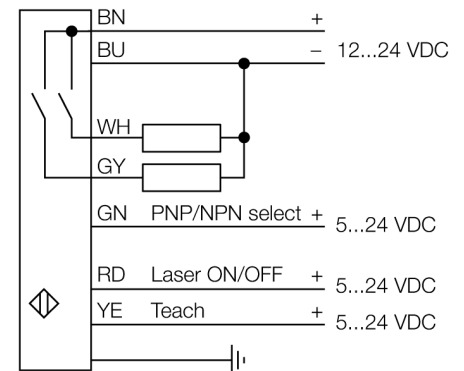 BN +
BU – 12...24 VDC
WH
GY
GN PNP/NPN select + 5...24 VDC
RD Laser ON/OFF + 5...24 VDC
YE Teach + 5...24 VDC